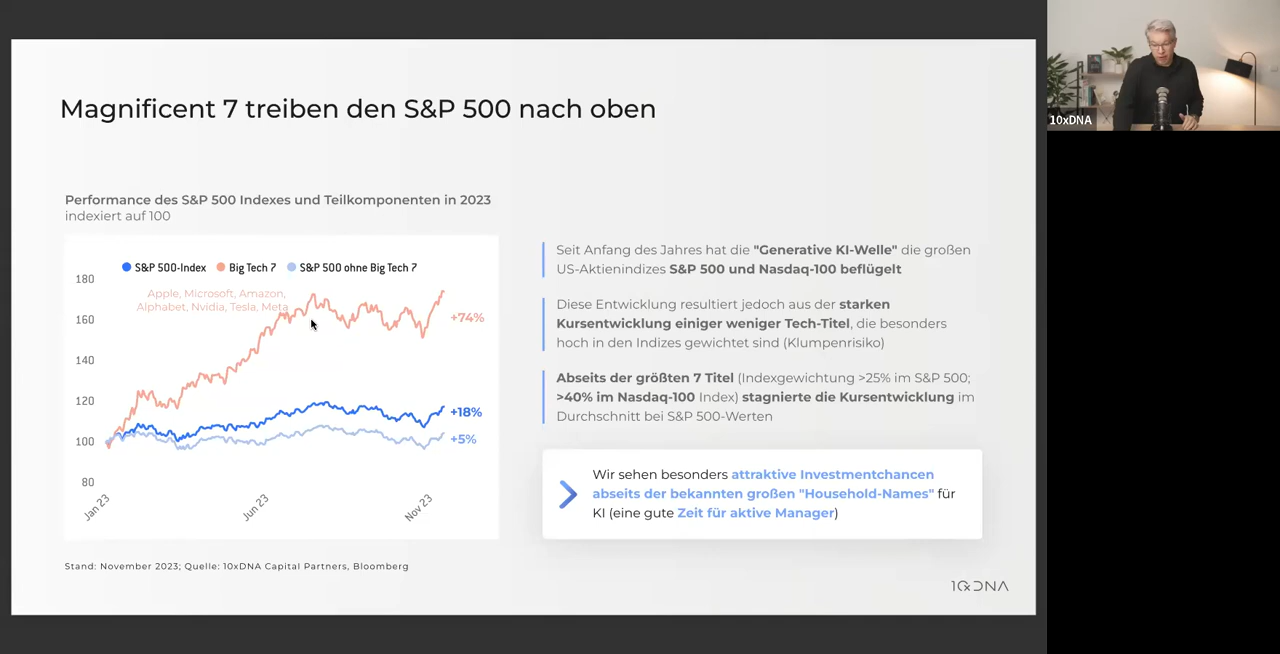 Magnificent 7 treiben den S&P 500 nach oben
Performance des S&P 500 Indexes und Teilkomponenten in 2023
indexiert auf 100
S&P 500-Index Big Tech 7 S&P 500 ohne Big Tech 7
Apple, Microsoft, Amazon,
Alphabet, Nvidia, Tesla, Meta
180
160
140
120
100
80
+74%
+18%
+5%
Jan 23
Jun 23
Nov 23
Stand: November 2023; Quelle: 10xDNA Capital Partners, Bloomberg
Seit Anfang des Jahres hat die "Generative KI-Welle" die großen
US-Aktienindizes S&P 500 und Nasdaq-100 beflügelt
Diese Entwicklung resultiert jedoch aus der starken
Kursentwicklung einiger weniger Tech-Titel, die besonders
hoch in den Indizes gewichtet sind (Klumpenrisiko)
Abseits der größten 7 Titel (Indexgewichtung >25% im S&P 500;
>40% im Nasdaq-100 Index) stagnierte die Kursentwicklung im
Durchschnitt bei S&P 500-Werten
Wir sehen besonders attraktive Investmentchancen
abseits der bekannten großen "Household-Names" für
KI (eine gute Zeit für aktive Manager)
10xDNA
10xDNA